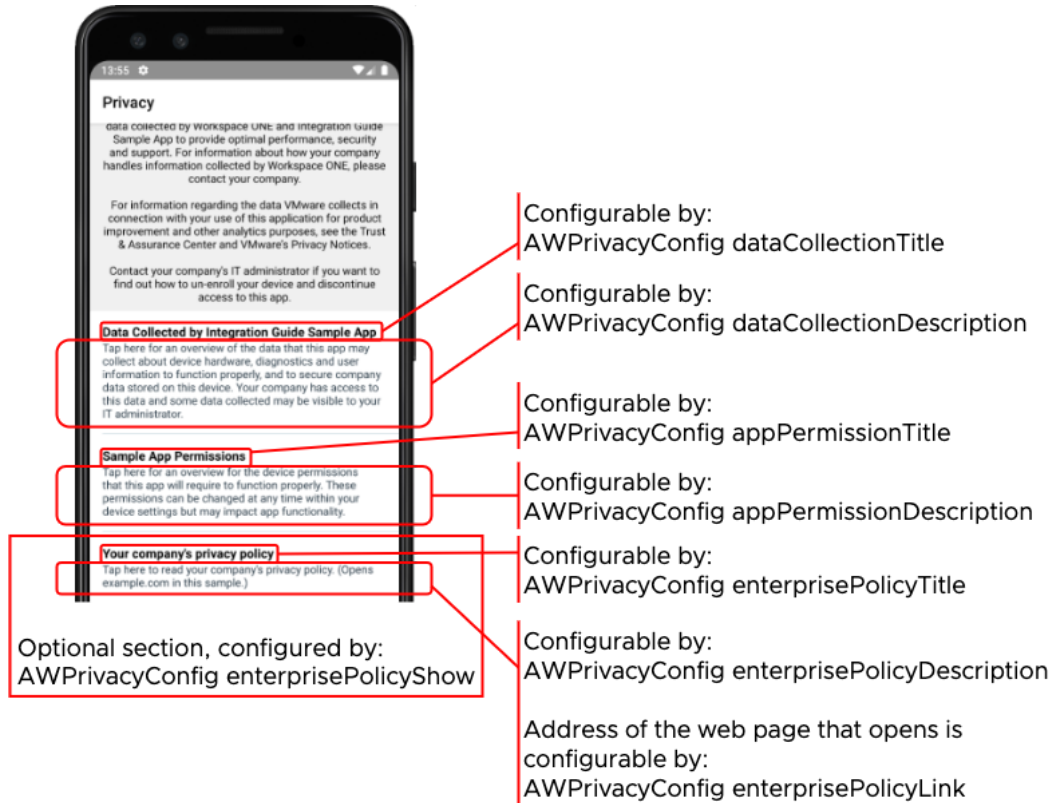 13:55
Privacy
data collected by Workspace ONE and Integration Guide
Sample App to provide optimal performance, security
and support. For information about how your company
handles information collected by Workspace ONE, please
contact your company.
For information regarding the data VMware collects in
connection with your use of this application for product
improvement and other analytics purposes, see the Trust
& Assurance Center and VMware's Privacy Notices.
Contact your company's IT administrator if you want to
find out how to un-enroll your device and discontinue
access to this app.
Data Collected by Integration Guide Sample App
Tap here for an overview of the data that this app may
collect about device hardware, diagnostics and user
information to function properly, and to secure company
data stored on this device. Your company has access to
this data and some data collected may be visible to your
IT administrator.
Sample App Permissions
Tap here for an overview for the device permissions
that this app will require to function properly. These
permissions can be changed at any time within your
device settings but may impact app functionality.
Your company's privacy policy
Tap here to read your company's privacy policy. (Opens
example.com in this sample.)
Optional section, configured by:
AWPrivacyConfig enterprisePolicyShow
Configurable by:
AWPrivacyConfig dataCollectionTitle
Configurable by:
AWPrivacyConfig dataCollectionDescription
Configurable by:
AWPrivacyConfig appPermissionTitle
Configurable by:
AWPrivacyConfig appPermissionDescription
Configurable by:
AWPrivacyConfig enterprisePolicyTitle
Configurable by:
AWPrivacyConfig enterprisePolicyDescription
Address of the web page that opens is
configurable by:
AWPrivacyConfig enterprisePolicyLink